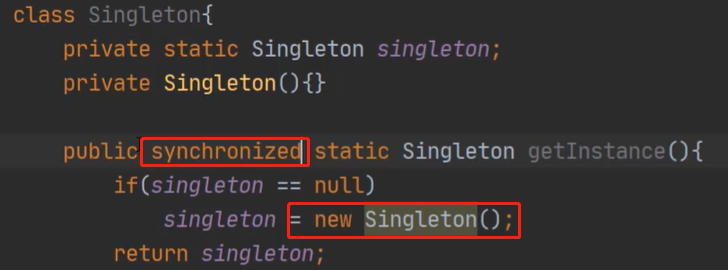 class Singleton{
private static Singleton singleton;
private Singleton(){}
public synchronized static Singleton getInstance(){
if(singleton == null)
singleton = new Singleton();
return singleton;